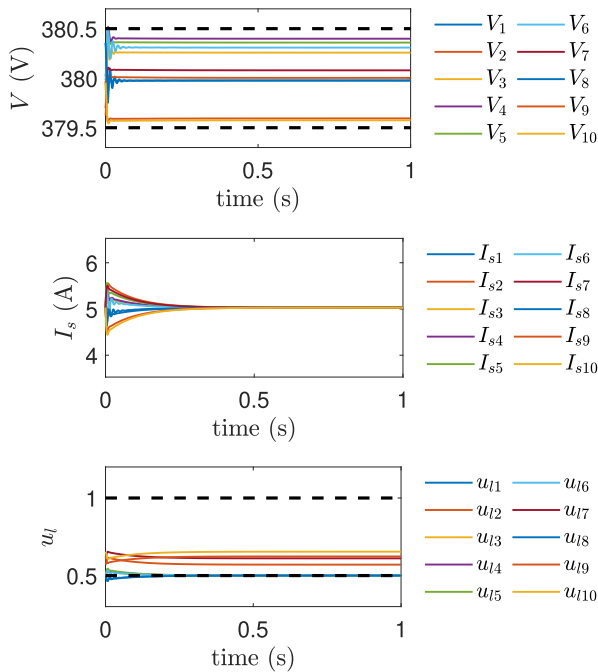 380.5
380
379.5
V (V)
0 0.5 1
time (s)
V1 V6
V2 V7
V3 V8
V4 V9
V5 V10
6
5
4
Is (A)
0 0.5 1
time (s)
Is1 Is6
Is2 Is7
Is3 Is8
Is4 Is9
Is5 Is10
1
0.5
ul
0 0.5 1
time (s)
ul1 ul6
ul2 ul7
ul3 ul8
ul4 ul9
ul5 ul10